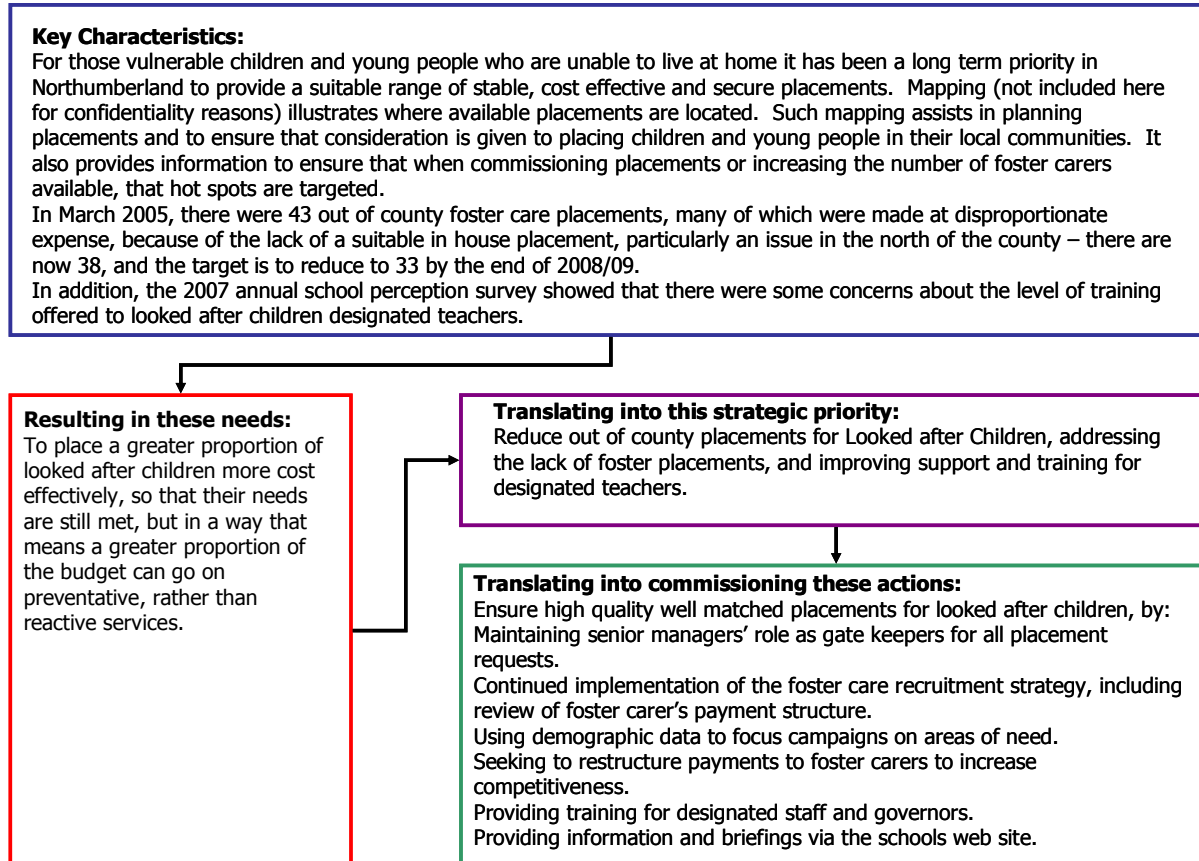 Key Characteristics:
For those vulnerable children and young people who are unable to live at home it has been a long term priority in
Northumberland to provide a suitable range of stable, cost effective and secure placements.  Mapping (not included here
for confidentiality reasons) illustrates where available placements are located.  Such mapping assists in planning
placements and to ensure that consideration is given to placing children and young people in their local communities.  It
also provides information to ensure that when commissioning placements or increasing the number of foster carers
available, that hot spots are targeted.
In March 2005, there were 43 out of county foster care placements, many of which were made at disproportionate
expense, because of the lack of a suitable in house placement, particularly an issue in the north of the county – there are
now 38, and the target is to reduce to 33 by the end of 2008/09.
In addition, the 2007 annual school perception survey showed that there were some concerns about the level of training
offered to looked after children designated teachers.
Resulting in these needs:
To place a greater proportion of
looked after children more cost
effectively, so that their needs
are still met, but in a way that
means a greater proportion of
the budget can go on
preventative, rather than
reactive services.
Translating into this strategic priority:
Reduce out of county placements for Looked after Children, addressing
the lack of foster placements, and improving support and training for
designated teachers.
Translating into commissioning these actions:
Ensure high quality well matched placements for looked after children, by:
Maintaining senior managers’ role as gate keepers for all placement
requests.
Continued implementation of the foster care recruitment strategy, including
review of foster carer’s payment structure.
Using demographic data to focus campaigns on areas of need.
Seeking to restructure payments to foster carers to increase
competitiveness.
Providing training for designated staff and governors.
Providing information and briefings via the schools web site.